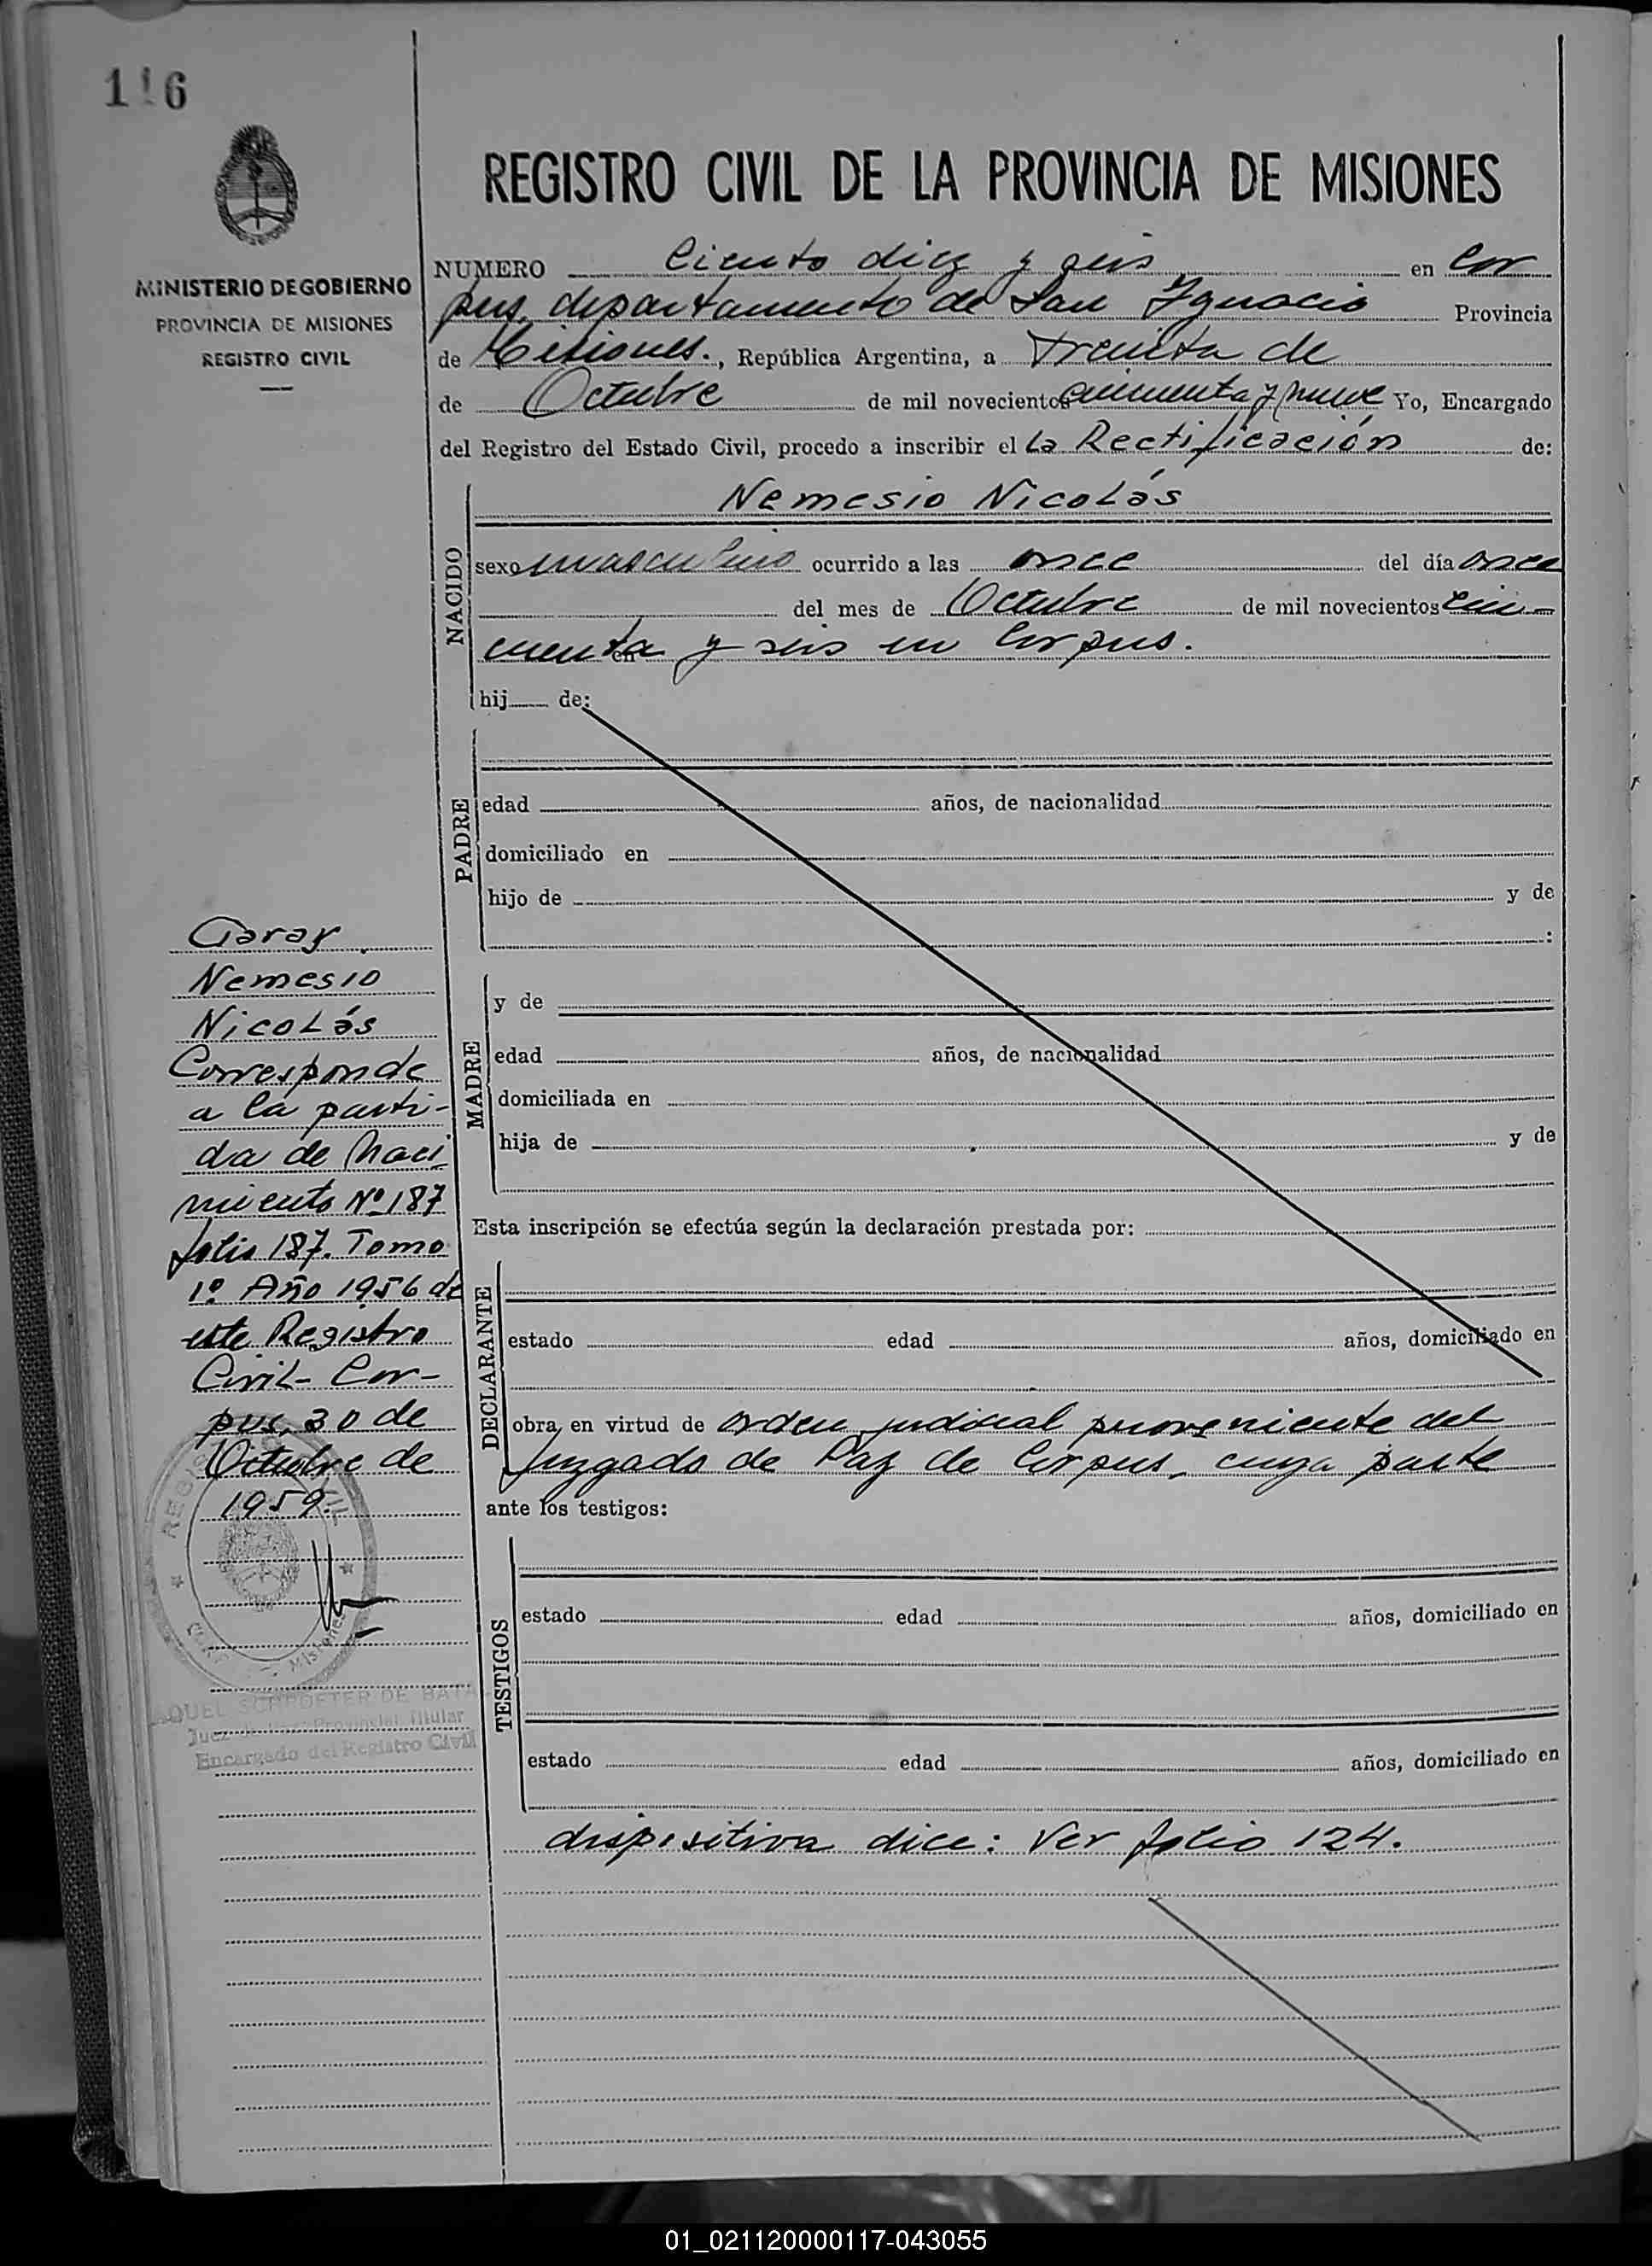 116
MINISTERIO DE GOBIERNO
PROVINCIA DE MISIONES
REGISTRO CIVIL
REGISTRO CIVIL DE LA PROVINCIA DE MISIONES
NUMERO Ciento diez y seis en Cor
pus, departamento de San Ignacio Provincia
de Misiones., República Argentina, a Treinta de
de Octubre de mil novecientos cincuenta y nueve Yo, Encargado
del Registro del Estado Civil, procedo a inscribir el La Rectificación de:
NACIDO
Nemesio Nicolás
sexo masculino ocurrido a las once del día once
del mes de Octubre de mil novecientos cin-
cuenta y seis en Corpus.
hij de:
PADRE
edad años, de nacionalidad
domiciliado en
hijo de y de
:
MADRE
y de
edad años, de nacionalidad
domiciliada en
hija de y de
Esta inscripción se efectúa según la declaración prestada por:
DECLARANTE
estado edad años, domiciliado en
obra, en virtud de orden judicial proveniente del
Juzgado de Paz de Corpus, cuya parte
ante los testigos:
TESTIGOS
estado edad años, domiciliado en
estado edad años, domiciliado en
dispositiva dice: Ver folio 124.
Garay
Nemesio
Nicolás
Corresponde
a la parti-
da de Naci
miento Nº 187
folio 187. Tomo
1º Año 1956 de
este Registro
Civil- Cor-
pus, 30 de
Octubre de
1959.
SCHROETER DE
Provincial Titular
Encargado del Registro Civil
01_021120000117-043055